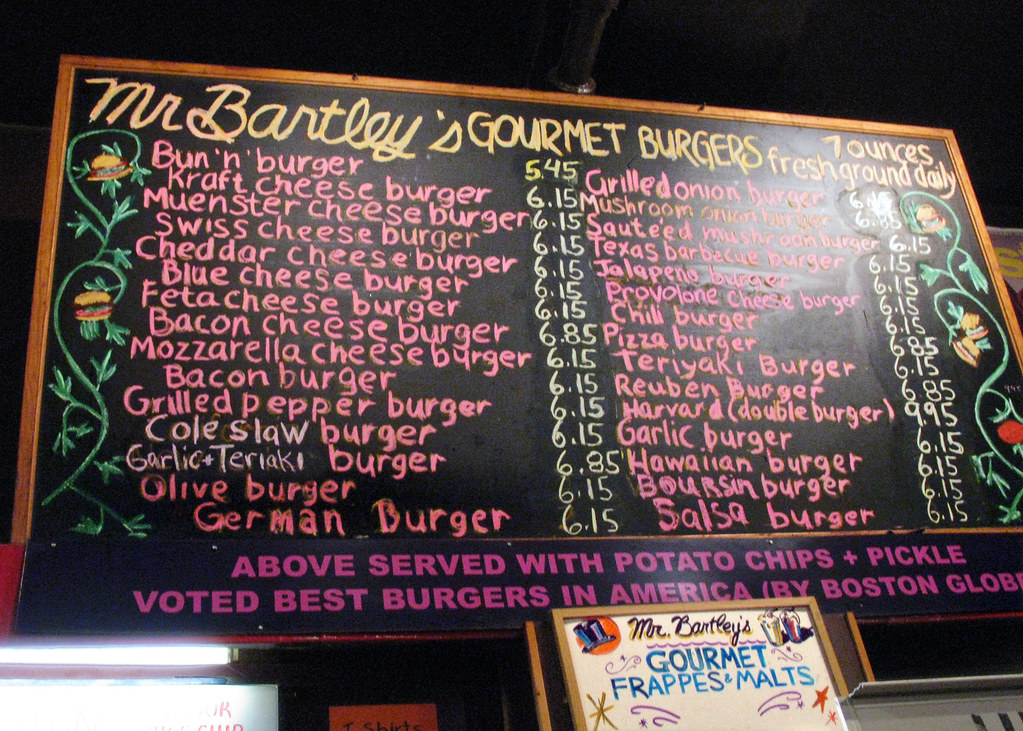 Mr Bartley's GOURMET BURGERS 7 ounces fresh ground daily
Bun 'n' burger 5.45
Kraft cheese burger 6.15
Muenster cheese burger 6.15
Swiss cheese burger 6.15
Cheddar cheese burger 6.15
Blue cheese burger 6.15
Feta cheese burger 6.15
Bacon cheese burger 6.85
Mozzarella cheese burger 6.15
Bacon burger 6.15
Grilled pepper burger 6.15
Cole slaw burger 6.15
Garlic + Teriaki burger 6.85
Olive burger 6.15
German Burger 6.15
Grilled onion burger
Mushroom onion burger 6.85
Sauteed mushroom burger 6.15
Texas barbecue burger 6.15
Jalapeno burger 6.15
Provolone cheese burger 6.15
Chili burger 6.15
Pizza burger 6.85
Teriyaki Burger 6.15
Reuben Burger 6.85
Harvard (double burger) 9.95
Garlic burger 6.15
Hawaiian burger 6.15
Boursin burger 6.15
Salsa burger 6.15
ABOVE SERVED WITH POTATO CHIPS + PICKLE
VOTED BEST BURGERS IN AMERICA (BY BOSTON GLOBE
Mr. Bartley's
GOURMET
FRAPPES & MALTS
T-Shirts